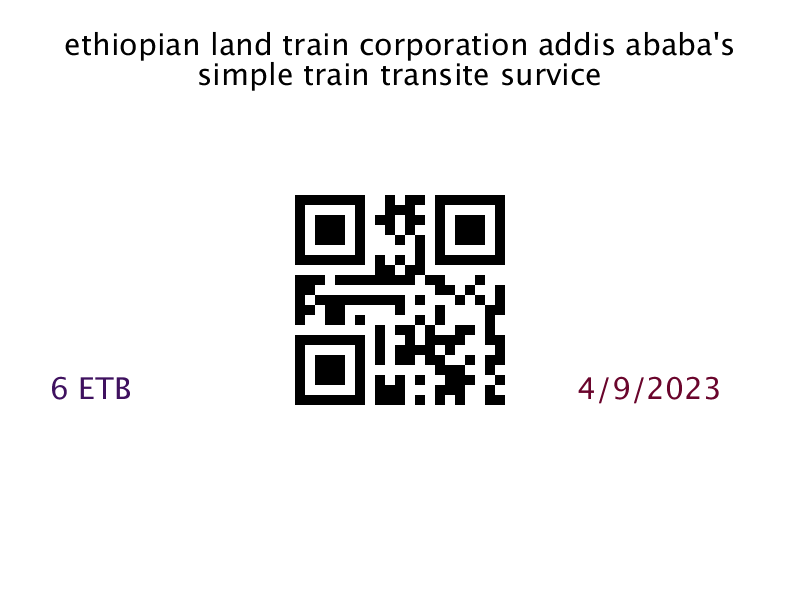 ethiopian land train corporation addis ababa's
simple train transite survice
6 ETB
4/9/2023